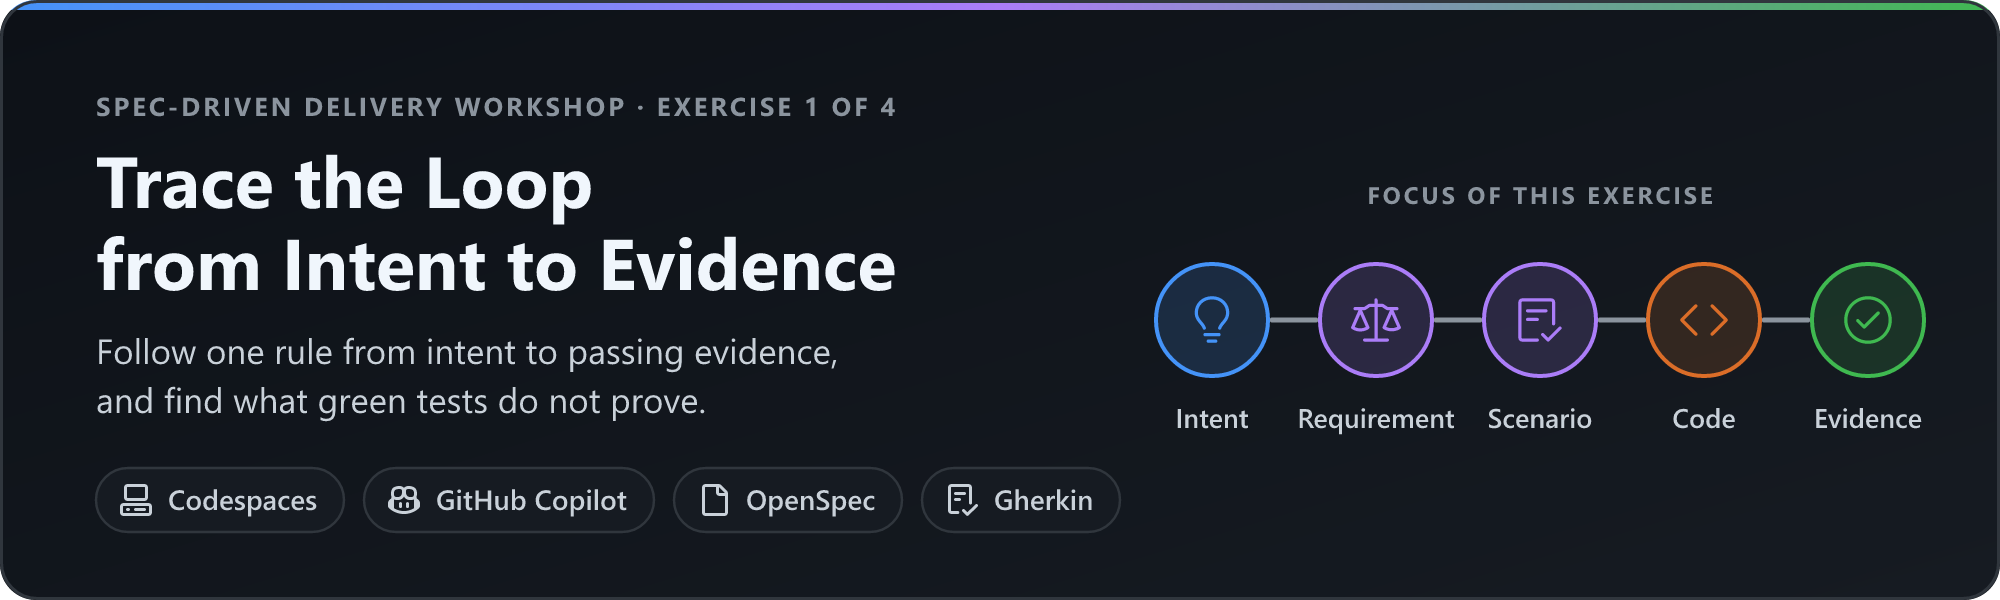 SPEC-DRIVEN DELIVERY WORKSHOP · EXERCISE 1 OF 4
Trace the Loop
from Intent to Evidence
Follow one rule from intent to passing evidence,
and find what green tests do not prove.
Codespaces
GitHub Copilot
OpenSpec
Gherkin
FOCUS OF THIS EXERCISE
Intent
Requirement
Scenario
Code
Evidence